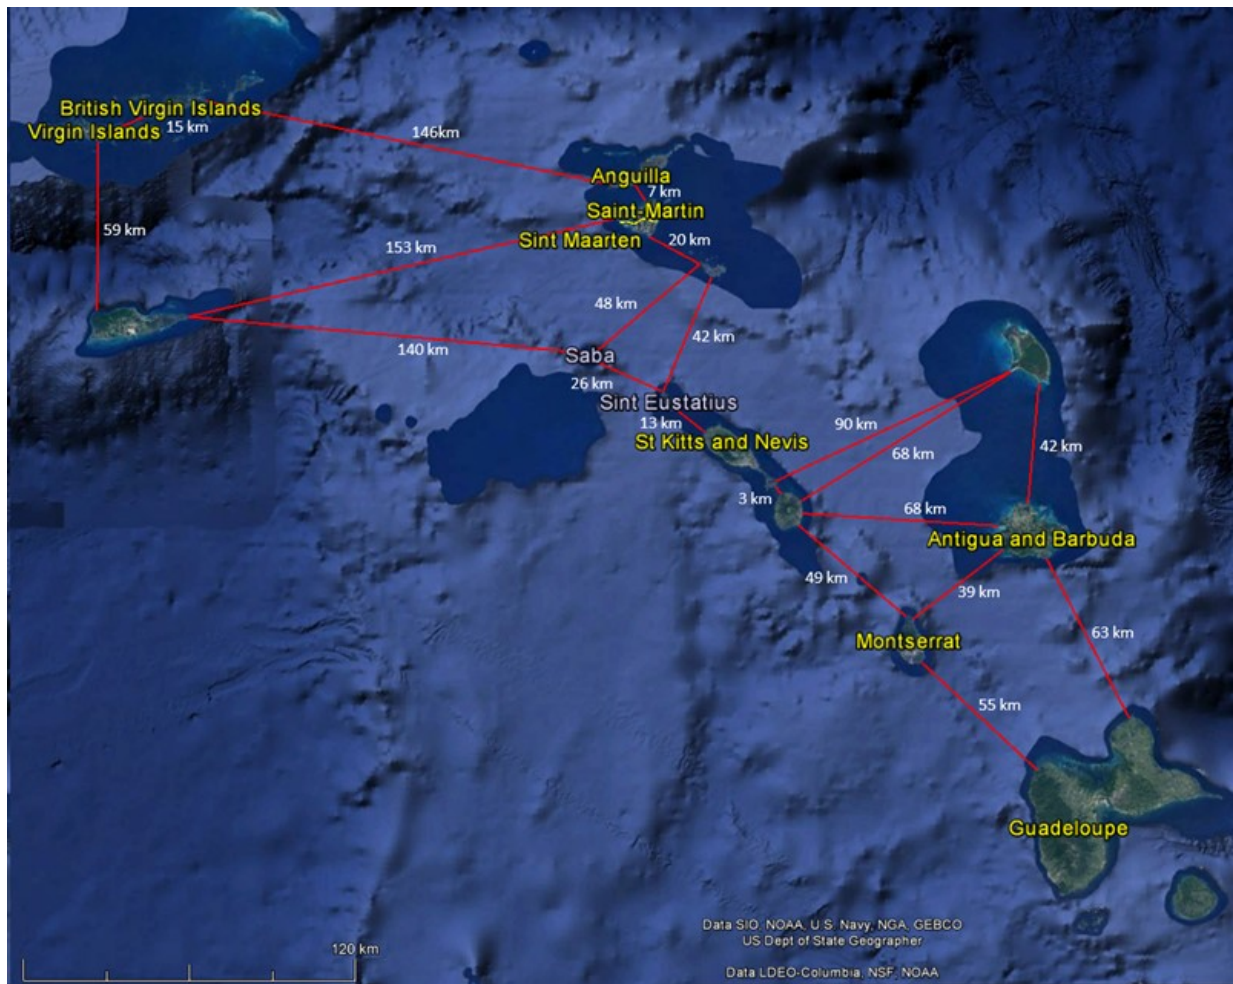 British Virgin Islands
Virgin Islands
15 km
146km
Anguilla
7 km
Saint-Martin
59 km
153 km
Sint Maarten
20 km
48 km
42 km
140 km
Saba
26 km
Sint Eustatius
13 km
St Kitts and Nevis
90 km
68 km
42 km
3 km
68 km
Antigua and Barbuda
49 km
39 km
63 km
Montserrat
55 km
Guadeloupe
Data SIO, NOAA, U.S. Navy, NGA, GEBCO
US Dept of State Geographer
120 km
Data LDEO-Columbia, NSF, NOAA